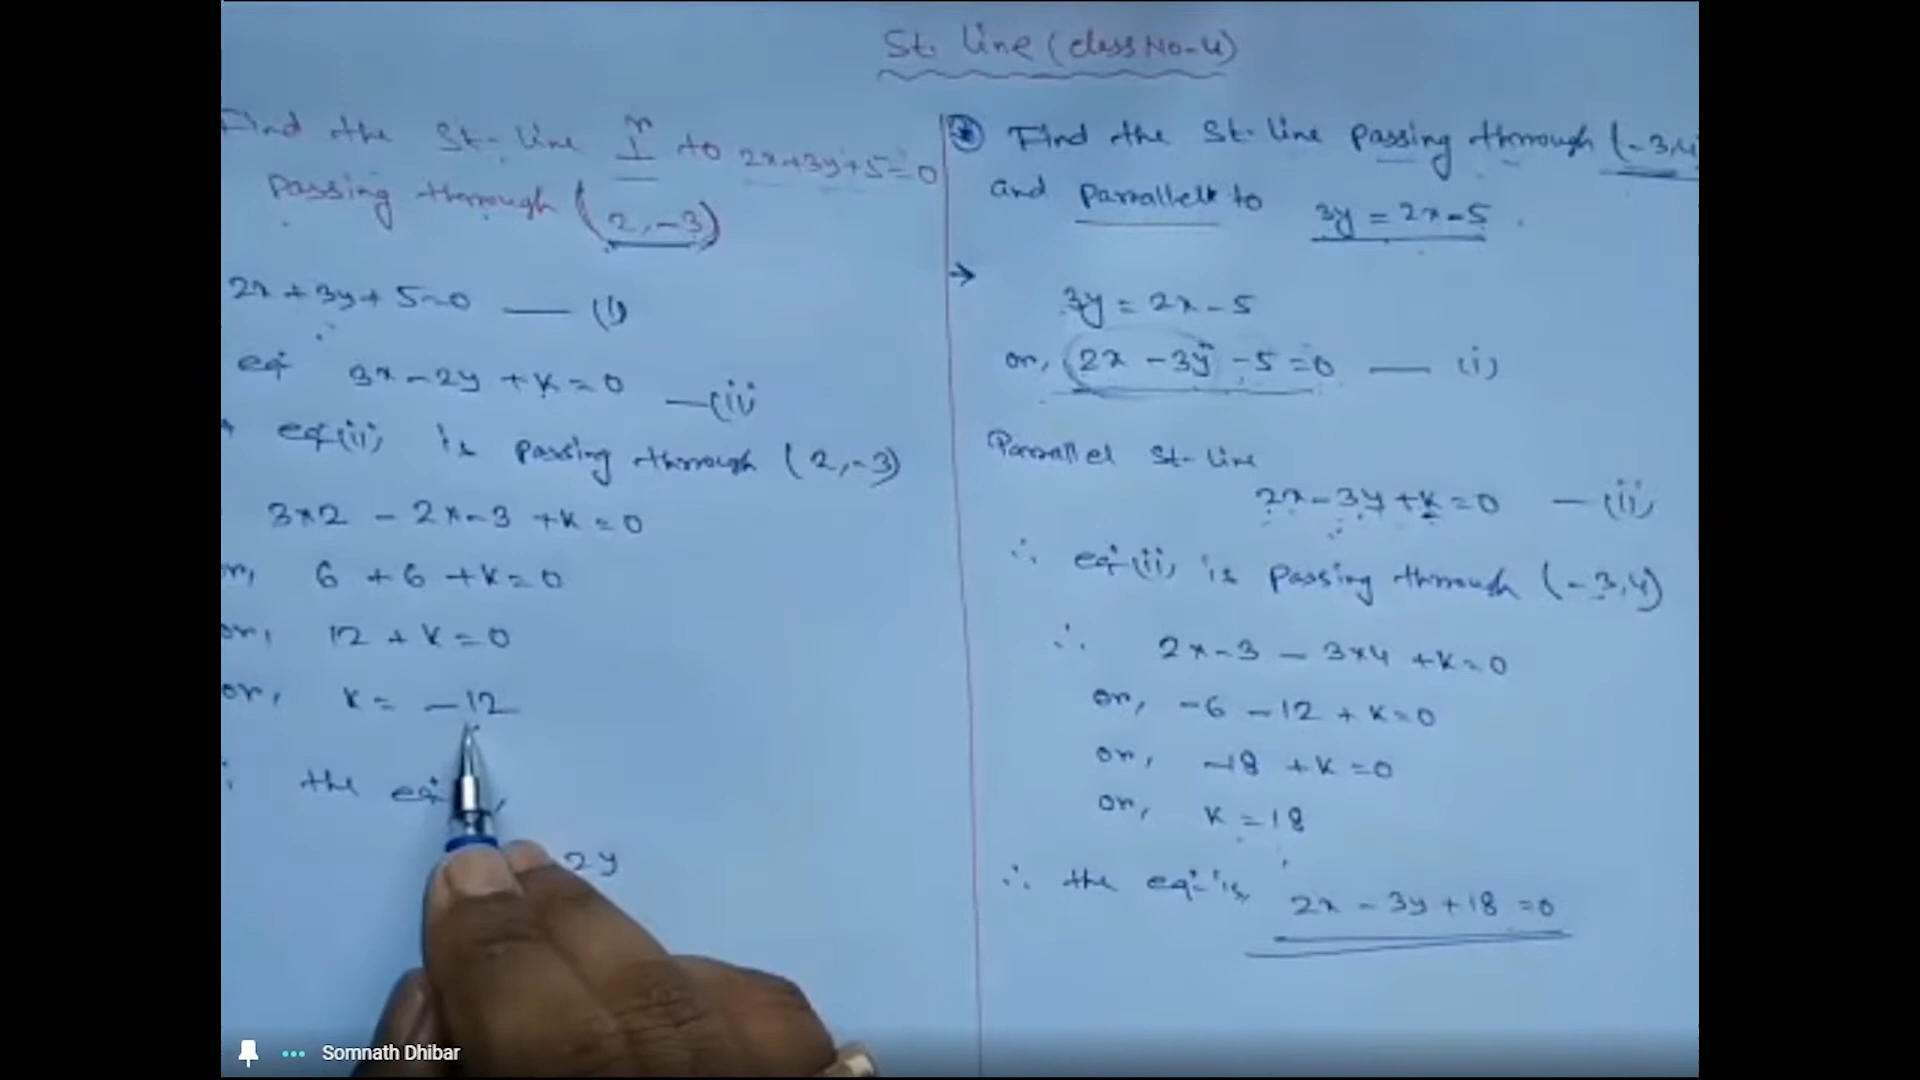 St. line (class No-4)
Find the St-line ⊥r to 2x+3y+5=0
passing through (2,-3)
2x+3y+5=0 — (i)
eqn 3x-2y+k=0 — (ii)
eqn(ii) is passing through (2,-3)
3×2 - 2×-3 +k=0
or, 6 +6 +k=0
or, 12 + k=0
or, k= -12
∴ the eqn
2y
Find the St-line passing through (-3,4
and parrallel to 3y = 2x-5.
→
3y = 2x-5
or, 2x -3y -5=0 — (i)
Parrallel St-line
2x-3y+k=0 — (ii)
∴ eqn(ii) is passing through (-3,4)
∴ 2×-3 - 3×4 +k=0
or, -6 -12 + k=0
or, -18 +k=0
or, k =18
∴ the eqn is, 2x - 3y +18 =0
Somnath Dhibar